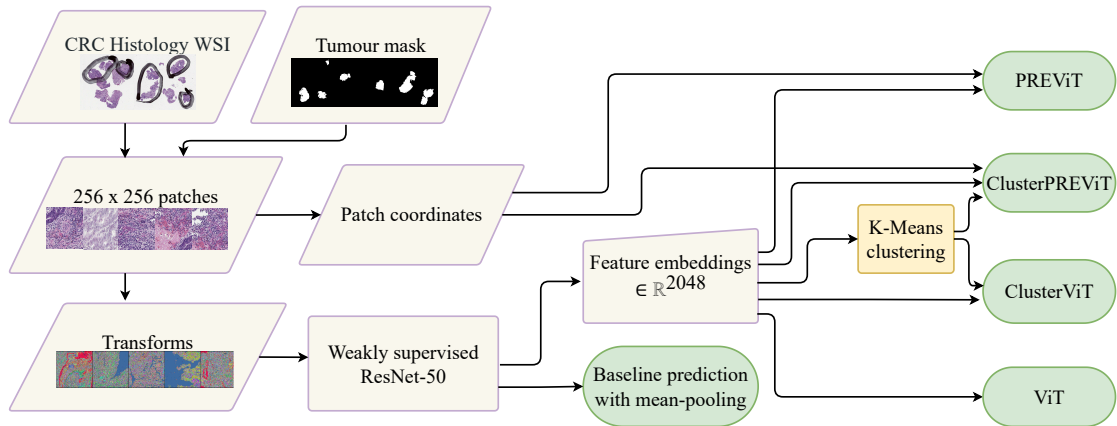 CRC Histology WSI
Tumour mask
PREViT
256 x 256 patches
Patch coordinates
ClusterPREViT
K-Means
clustering
Feature embeddings
∈ ℝ^2048
ClusterViT
Transforms
Weakly supervised
ResNet-50
Baseline prediction
with mean-pooling
ViT